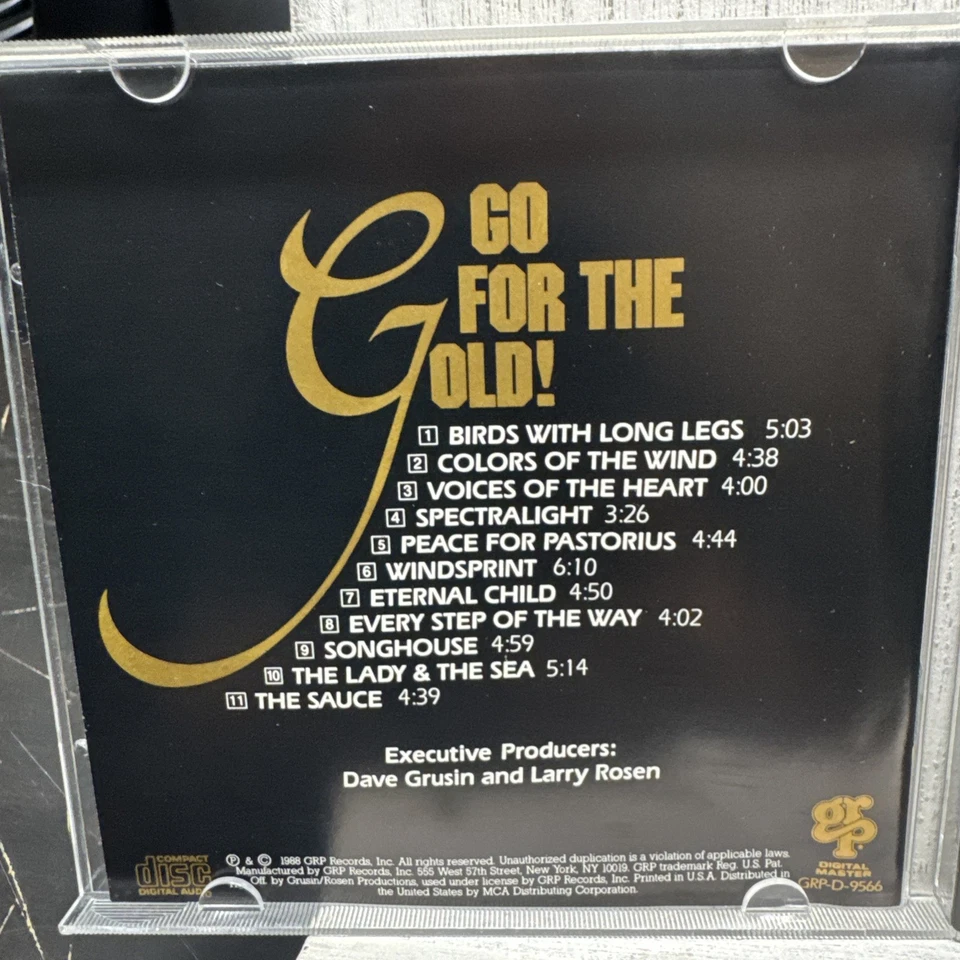 GO
FOR THE
GOLD!
1 BIRDS WITH LONG LEGS 5:03
2 COLORS OF THE WIND 4:38
3 VOICES OF THE HEART 4:00
4 SPECTRALIGHT 3:26
5 PEACE FOR PASTORIUS 4:44
6 WINDSPRINT 6:10
7 ETERNAL CHILD 4:50
8 EVERY STEP OF THE WAY 4:02
9 SONGHOUSE 4:59
10 THE LADY & THE SEA 5:14
11 THE SAUCE 4:39
Executive Producers:
Dave Grusin and Larry Rosen
COMPACT
disc
DIGITAL AUDIO
℗ & © 1988 GRP Records, Inc. All rights reserved. Unauthorized duplication is a violation of applicable laws.
Manufactured by GRP Records, Inc. 555 West 57th Street, New York, NY 10019. GRP trademark Reg. U.S. Pat.
Off. by Grusin/Rosen Productions, used under license by GRP Records, Inc. Printed in U.S.A. Distributed in
the United States by MCA Distributing Corporation.
grp
DIGITAL
MASTER
GRP-D-9566